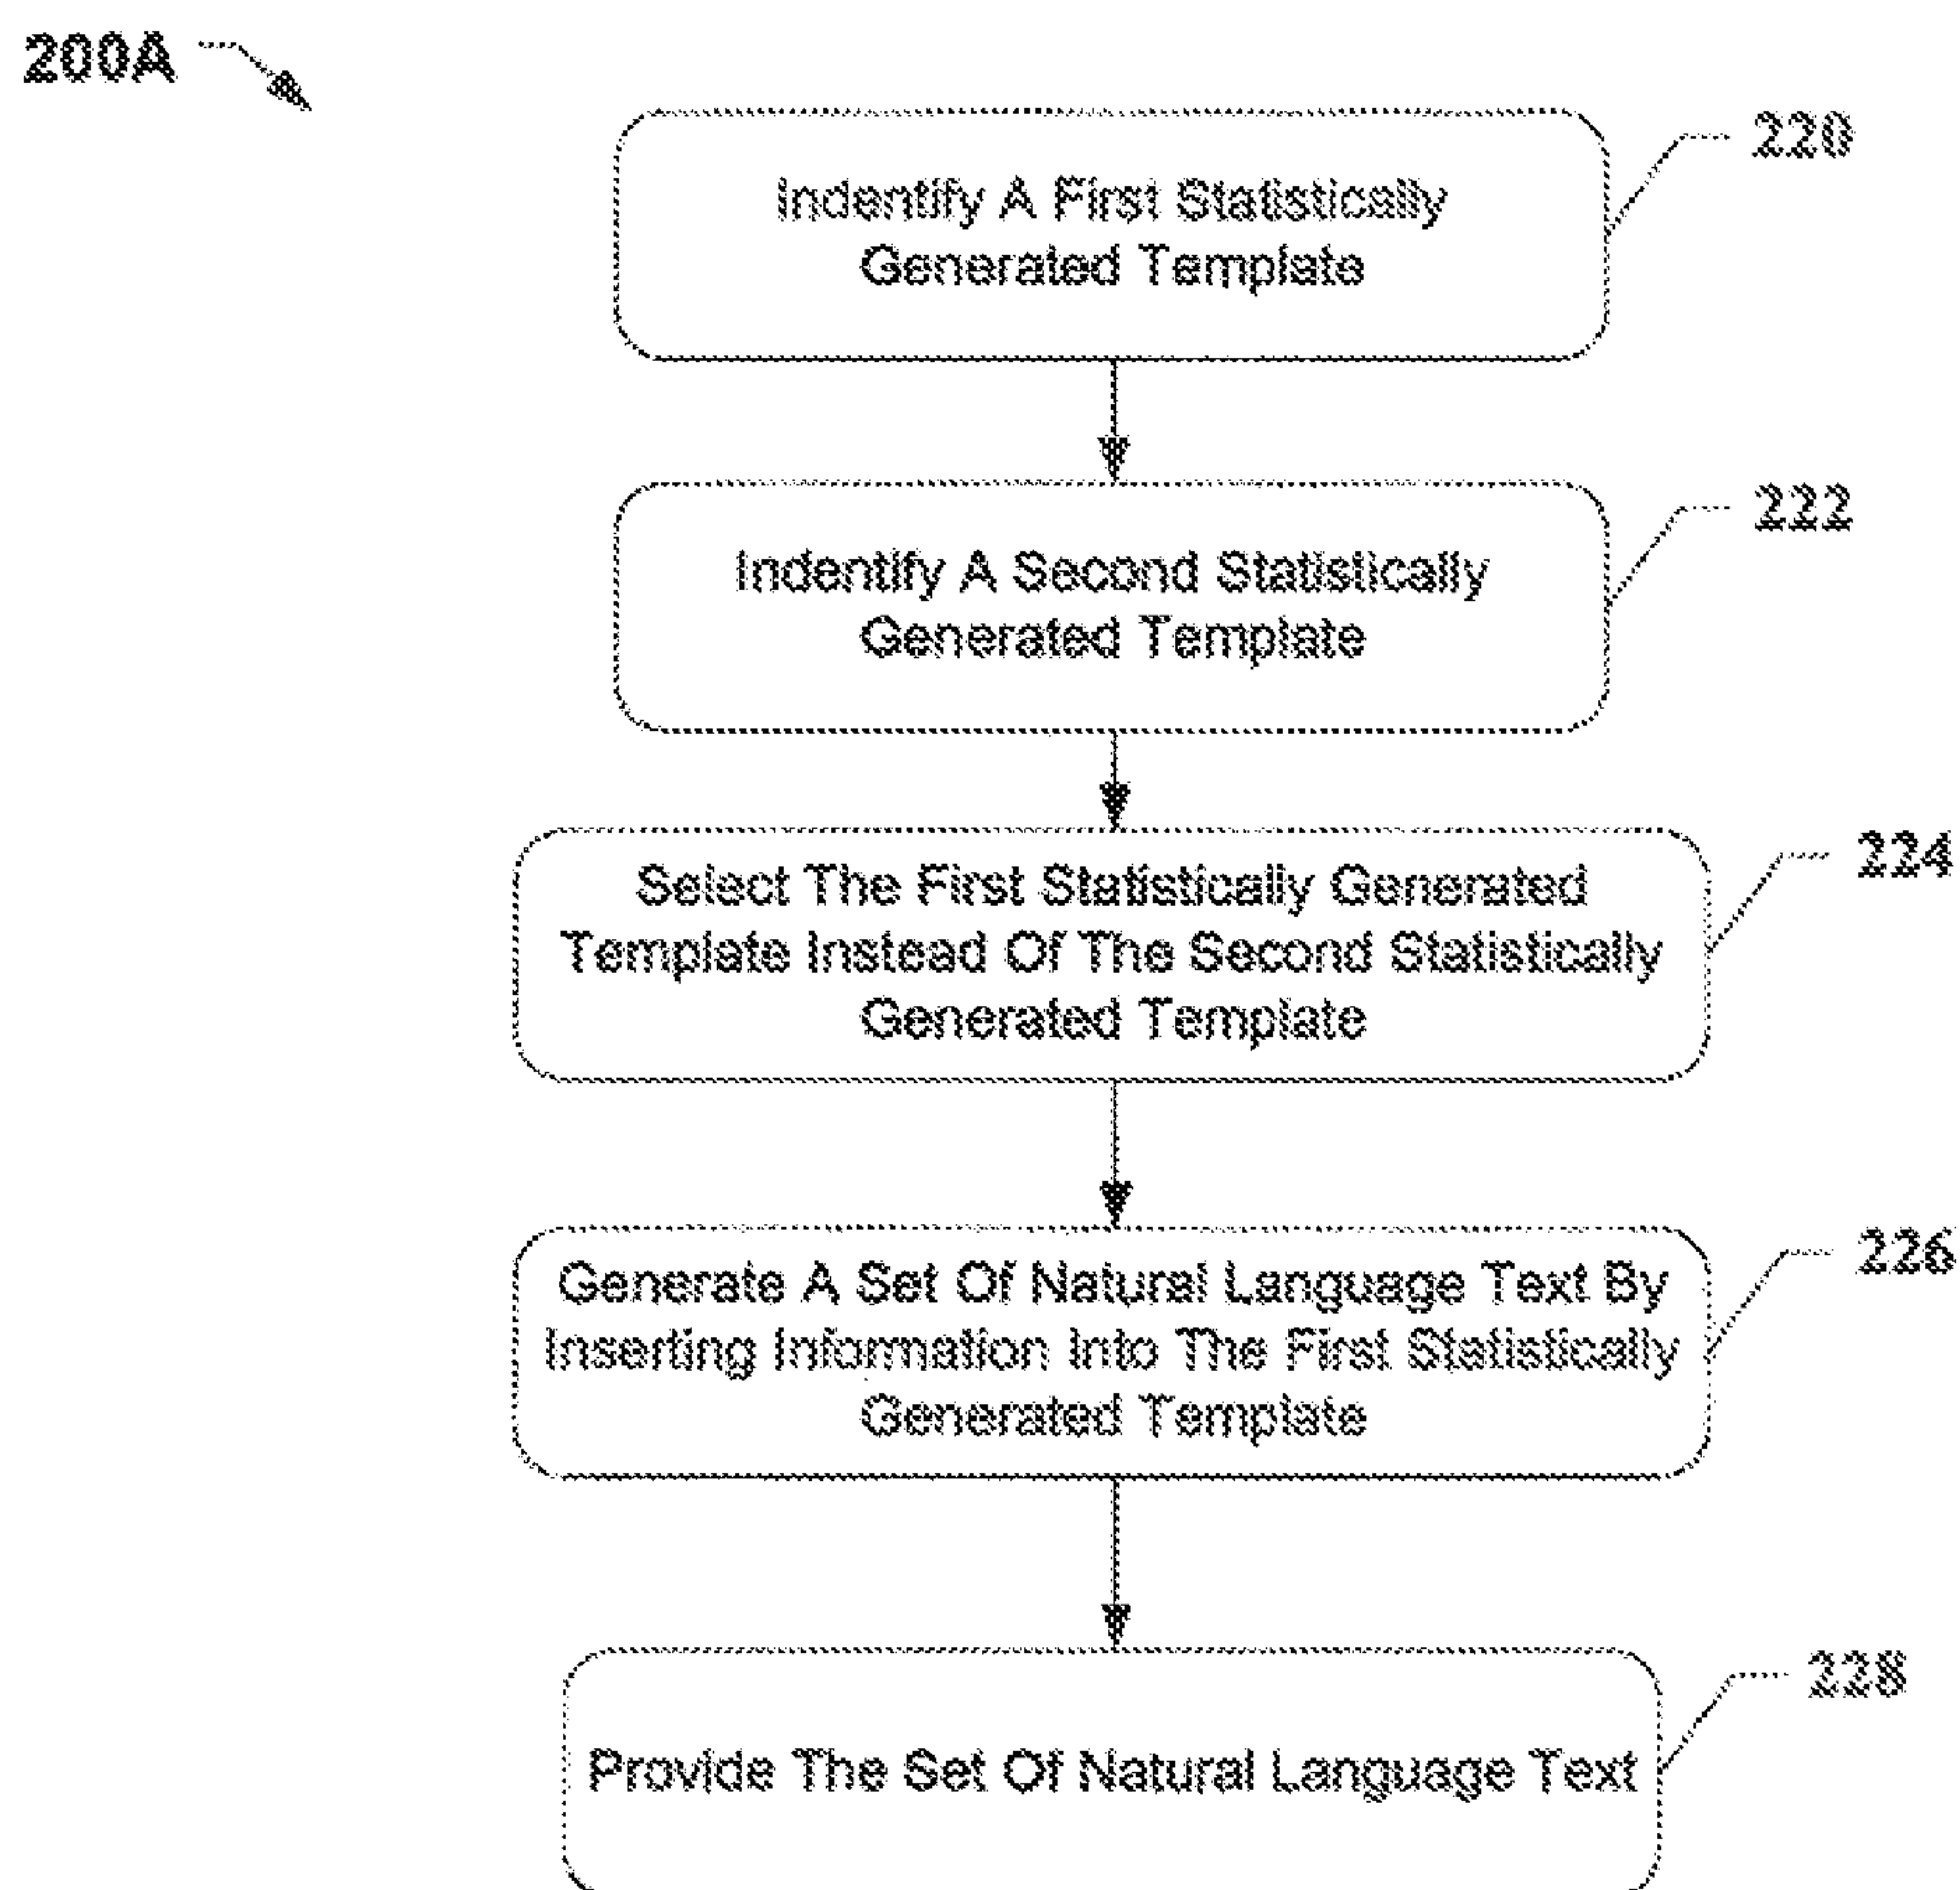 200A
Indentify A First Statistically
Generated Template
220
Indentify A Second Statistically
Generated Template
222
Select The First Statistically Generated
Template Instead Of The Second Statistically
Generated Template
224
Generate A Set Of Natural Language Text By
Inserting Information Into The First Statistically
Generated Template
226
Provide The Set Of Natural Language Text
228